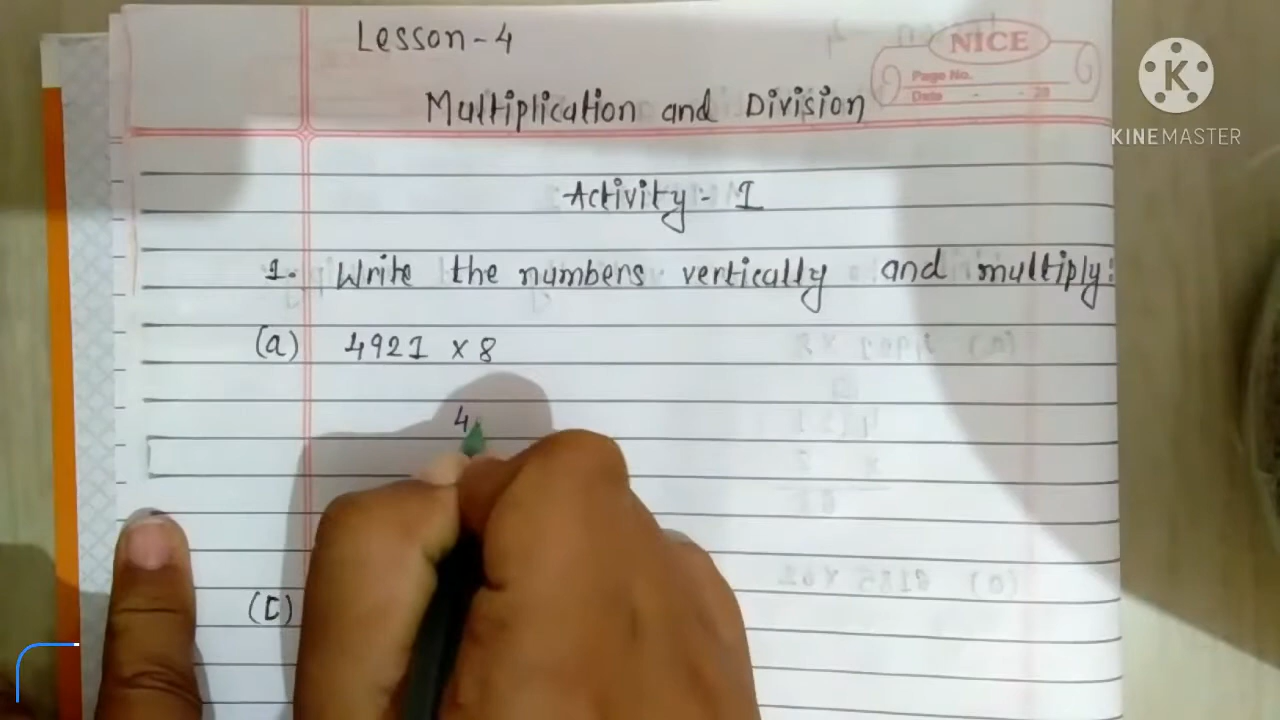 Lesson-4
NICE
Page No.
Date - - 20
KINEMASTER
Multiplication and Division
Activity:- I
1. Write the numbers vertically and multiply:
(a) 4921 × 8
4
(C)